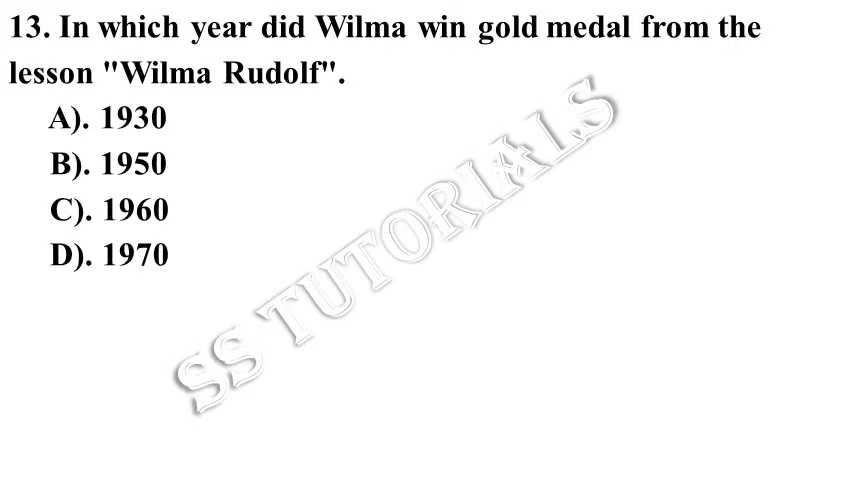 13. In which year did Wilma win gold medal from the
lesson "Wilma Rudolf".
A). 1930
B). 1950
C). 1960
D). 1970
SS TUTORIALS